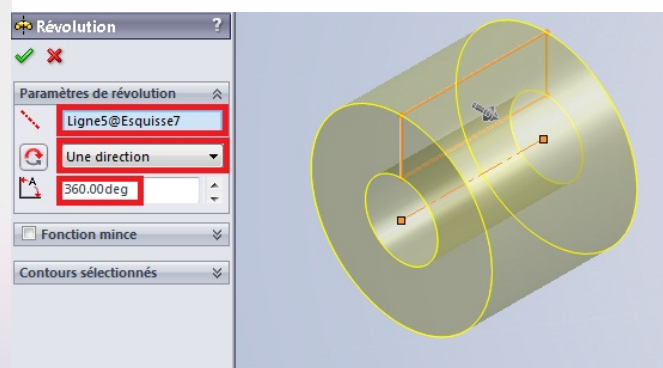 Révolution ?
Paramètres de révolution
Ligne5@Esquisse7
Une direction
A
360.00deg
Fonction mince
Contours sélectionnés